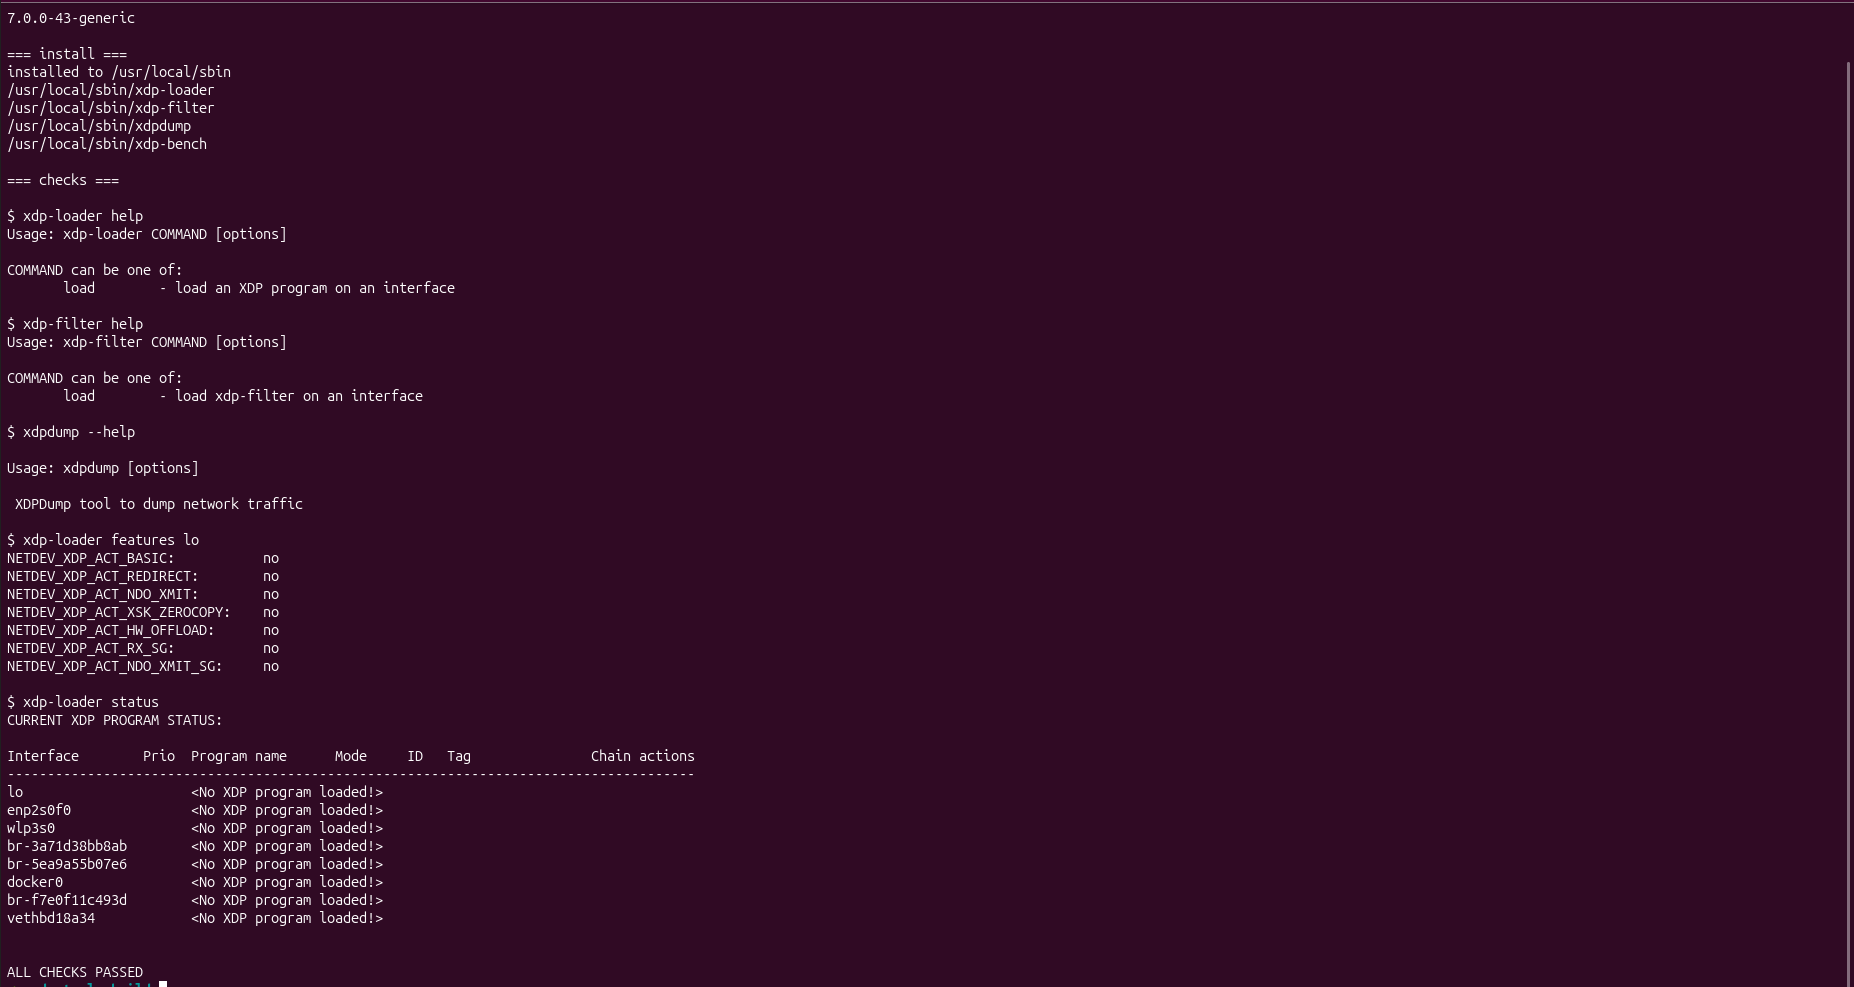 7.0.0-43-generic

=== install ===
installed to /usr/local/sbin
/usr/local/sbin/xdp-loader
/usr/local/sbin/xdp-filter
/usr/local/sbin/xdpdump
/usr/local/sbin/xdp-bench

=== checks ===

$ xdp-loader help
Usage: xdp-loader COMMAND [options]

COMMAND can be one of:
       load        - load an XDP program on an interface

$ xdp-filter help
Usage: xdp-filter COMMAND [options]

COMMAND can be one of:
       load        - load xdp-filter on an interface

$ xdpdump --help

Usage: xdpdump [options]

 XDPDump tool to dump network traffic

$ xdp-loader features lo
NETDEV_XDP_ACT_BASIC:           no
NETDEV_XDP_ACT_REDIRECT:        no
NETDEV_XDP_ACT_NDO_XMIT:        no
NETDEV_XDP_ACT_XSK_ZEROCOPY:    no
NETDEV_XDP_ACT_HW_OFFLOAD:      no
NETDEV_XDP_ACT_RX_SG:           no
NETDEV_XDP_ACT_NDO_XMIT_SG:     no

$ xdp-loader status
CURRENT XDP PROGRAM STATUS:

Interface        Prio  Program name      Mode     ID   Tag               Chain actions
--------------------------------------------------------------------------------------
lo                     <No XDP program loaded!>
enp2s0f0               <No XDP program loaded!>
wlp3s0                 <No XDP program loaded!>
br-3a71d38bb8ab        <No XDP program loaded!>
br-5ea9a55b07e6        <No XDP program loaded!>
docker0                <No XDP program loaded!>
br-f7e0f11c493d        <No XDP program loaded!>
vethbd18a34            <No XDP program loaded!>

ALL CHECKS PASSED